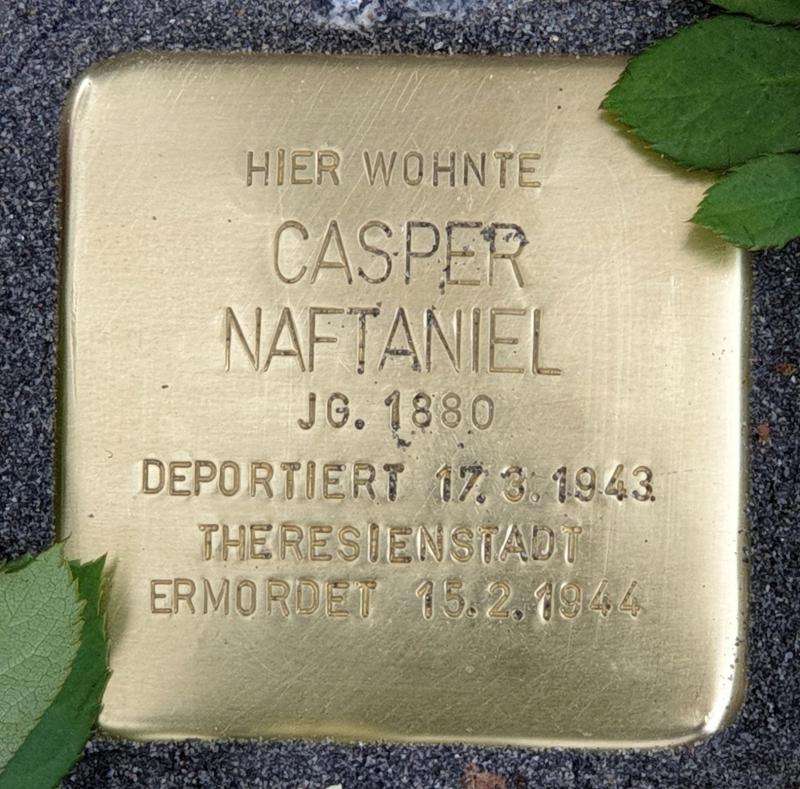 HIER WOHNTE
CASPER
NAFTANIEL
JG. 1880
DEPORTIERT 17.3.1943
THERESIENSTADT
ERMORDET 15.2.1944